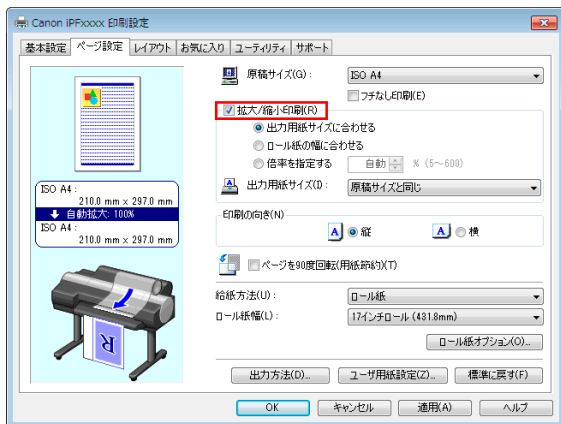 Canon iPFxxxx 印刷設定
基本設定 ページ設定 レイアウト お気に入り ユーティリティ サポート
原稿サイズ(G) : ISO A4
フチなし印刷(E)
拡大/縮小印刷(R)
出力用紙サイズに合わせる
ロール紙の幅に合わせる
倍率を指定する 自動 % (5～600)
出力用紙サイズ(I) : 原稿サイズと同じ
ISO A4 :
210.0 mm x 297.0 mm
自動拡大: 100%
ISO A4 :
210.0 mm x 297.0 mm
印刷の向き(N)
A 縦 A 横
ページを90度回転(用紙節約)(T)
給紙方法(U) : ロール紙
ロール紙幅(L) : 17インチロール (431.8mm)
ロール紙オプション(O)...
R
出力方法(D)... ユーザ用紙設定(Z)... 標準に戻す(F)
OK キャンセル 適用(A) ヘルプ